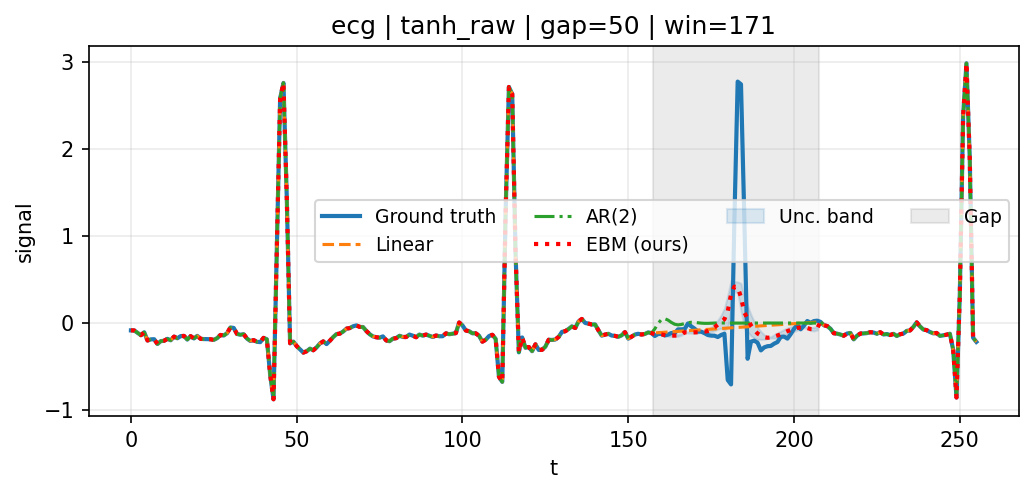 ecg | tanh_raw | gap=50 | win=171
3
2
1
0
−1
signal
Ground truth
Linear
AR(2)
EBM (ours)
Unc. band
Gap
0 50 100 150 200 250
t